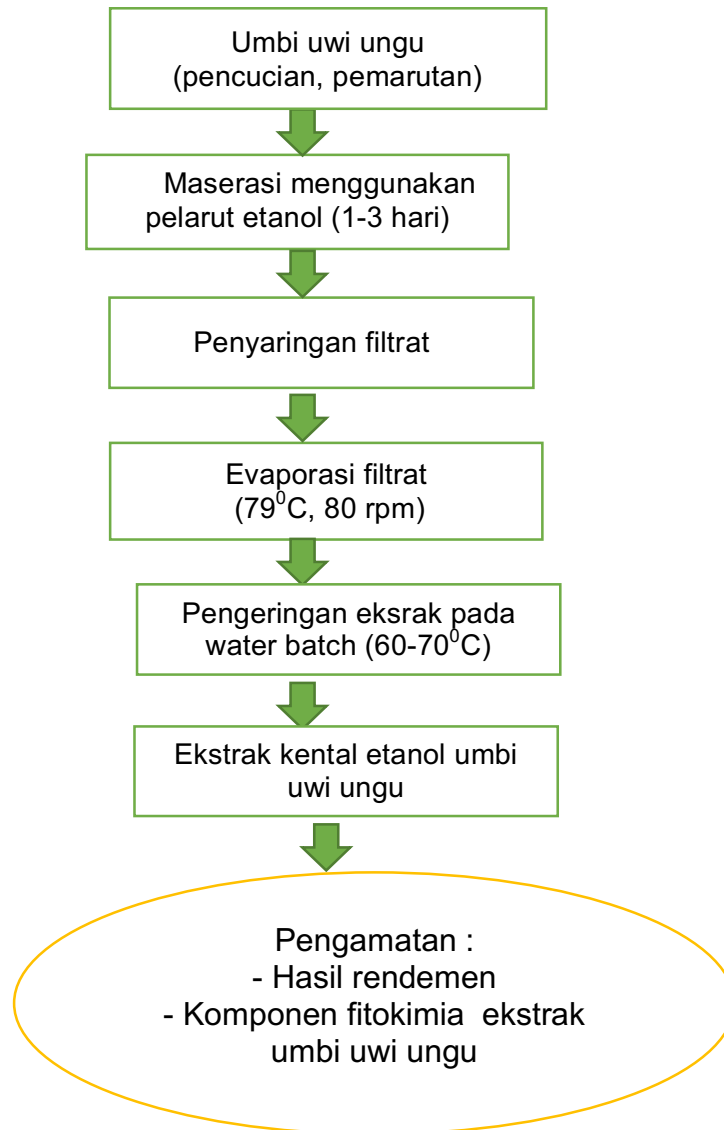 Umbi uwi ungu
(pencucian, pemarutan)
Maserasi menggunakan
pelarut etanol (1-3 hari)
Penyaringan filtrat
Evaporasi filtrat
(79⁰C, 80 rpm)
Pengeringan eksrak pada
water batch (60-70⁰C)
Ekstrak kental etanol umbi
uwi ungu
Pengamatan :
- Hasil rendemen
- Komponen fitokimia ekstrak
umbi uwi ungu